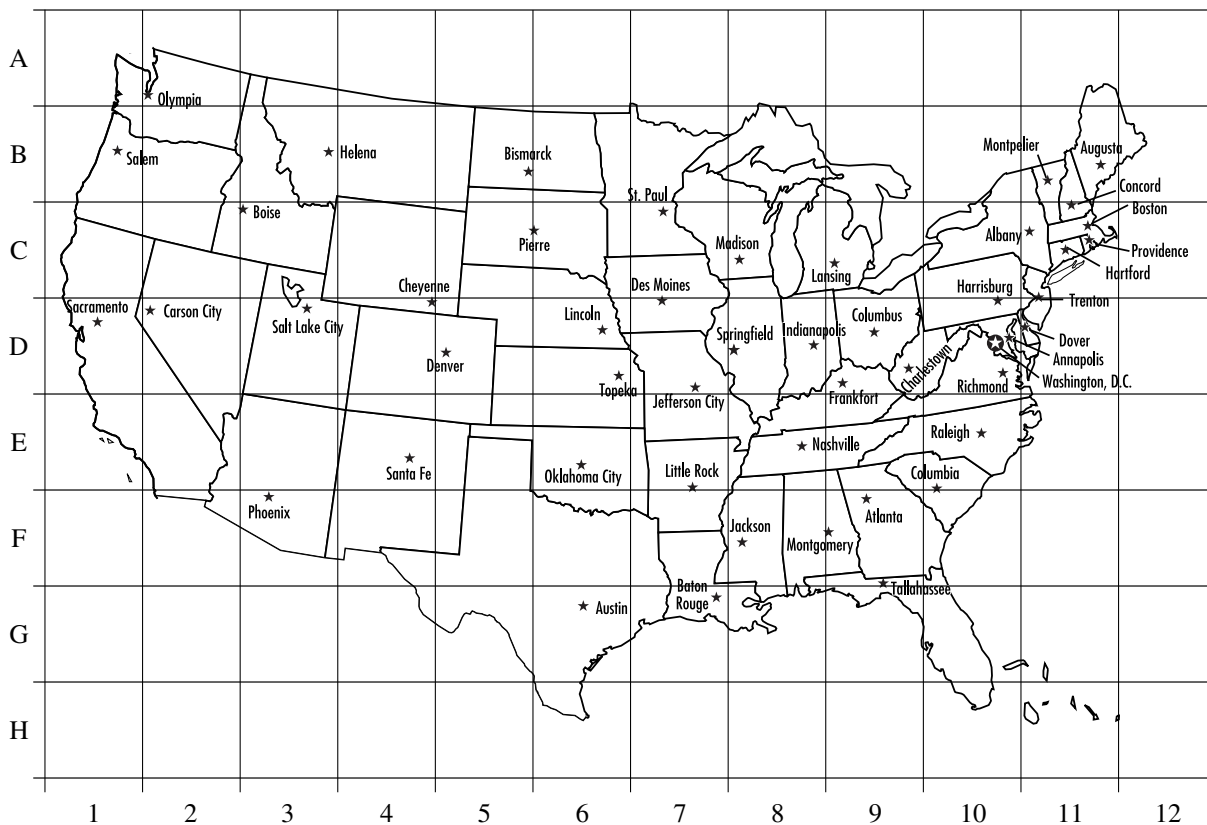 A
Olympia
B
Salem
Helena
Bismarck
Montpelier
Augusta
St. Paul
Concord
Boston
Boise
Pierre
Madison
Albany
C
Providence
Lansing
Hartford
Cheyenne
Des Moines
Harrisburg
Trenton
Sacramento
Carson City
Salt Lake City
Lincoln
Springfield
Indianapolis
Columbus
D
Dover
Annapolis
Denver
Charlestown
Washington, D.C.
Topeka
Jefferson City
Frankfort
Richmond
E
Raleigh
Nashville
Santa Fe
Oklahoma City
Little Rock
Columbia
Phoenix
Atlanta
Jackson
F
Montgomery
Baton
Rouge
Tallahassee
Austin
G
H
1 2 3 4 5 6 7 8 9 10 11 12